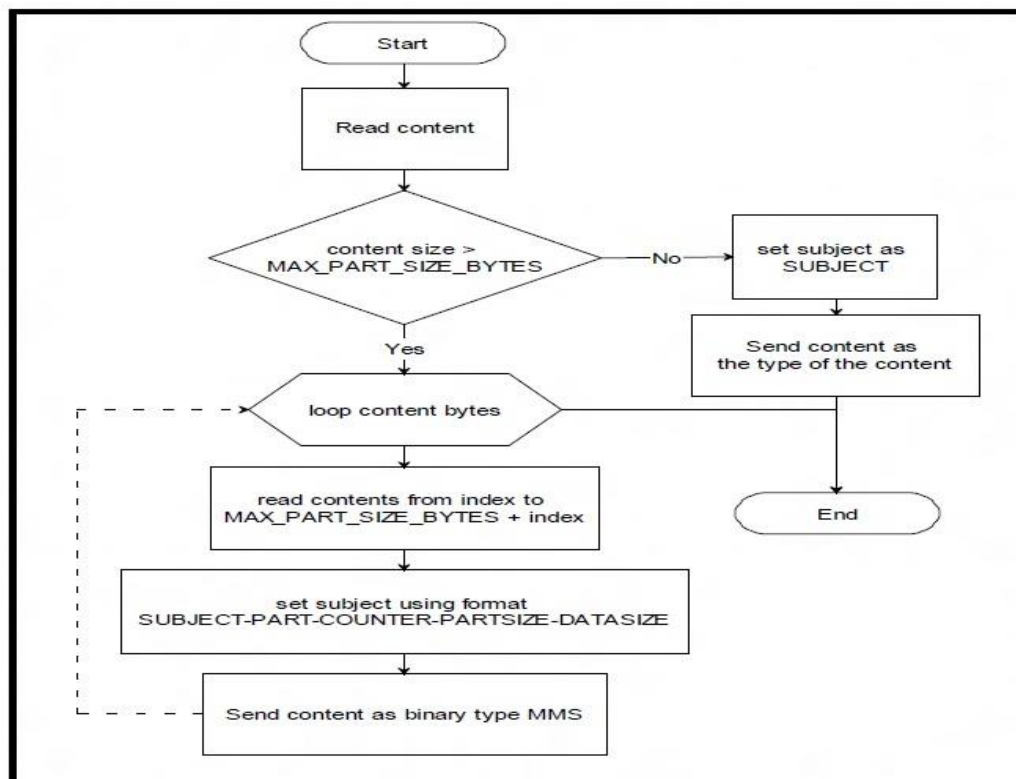 Start
Read content
content size >
MAX_PART_SIZE_BYTES
No
set subject as
SUBJECT
Send content as
the type of the content
Yes
loop content bytes
read contents from index to
MAX_PART_SIZE_BYTES + index
End
set subject using format
SUBJECT-PART-COUNTER-PARTSIZE-DATASIZE
Send content as binary type MMS